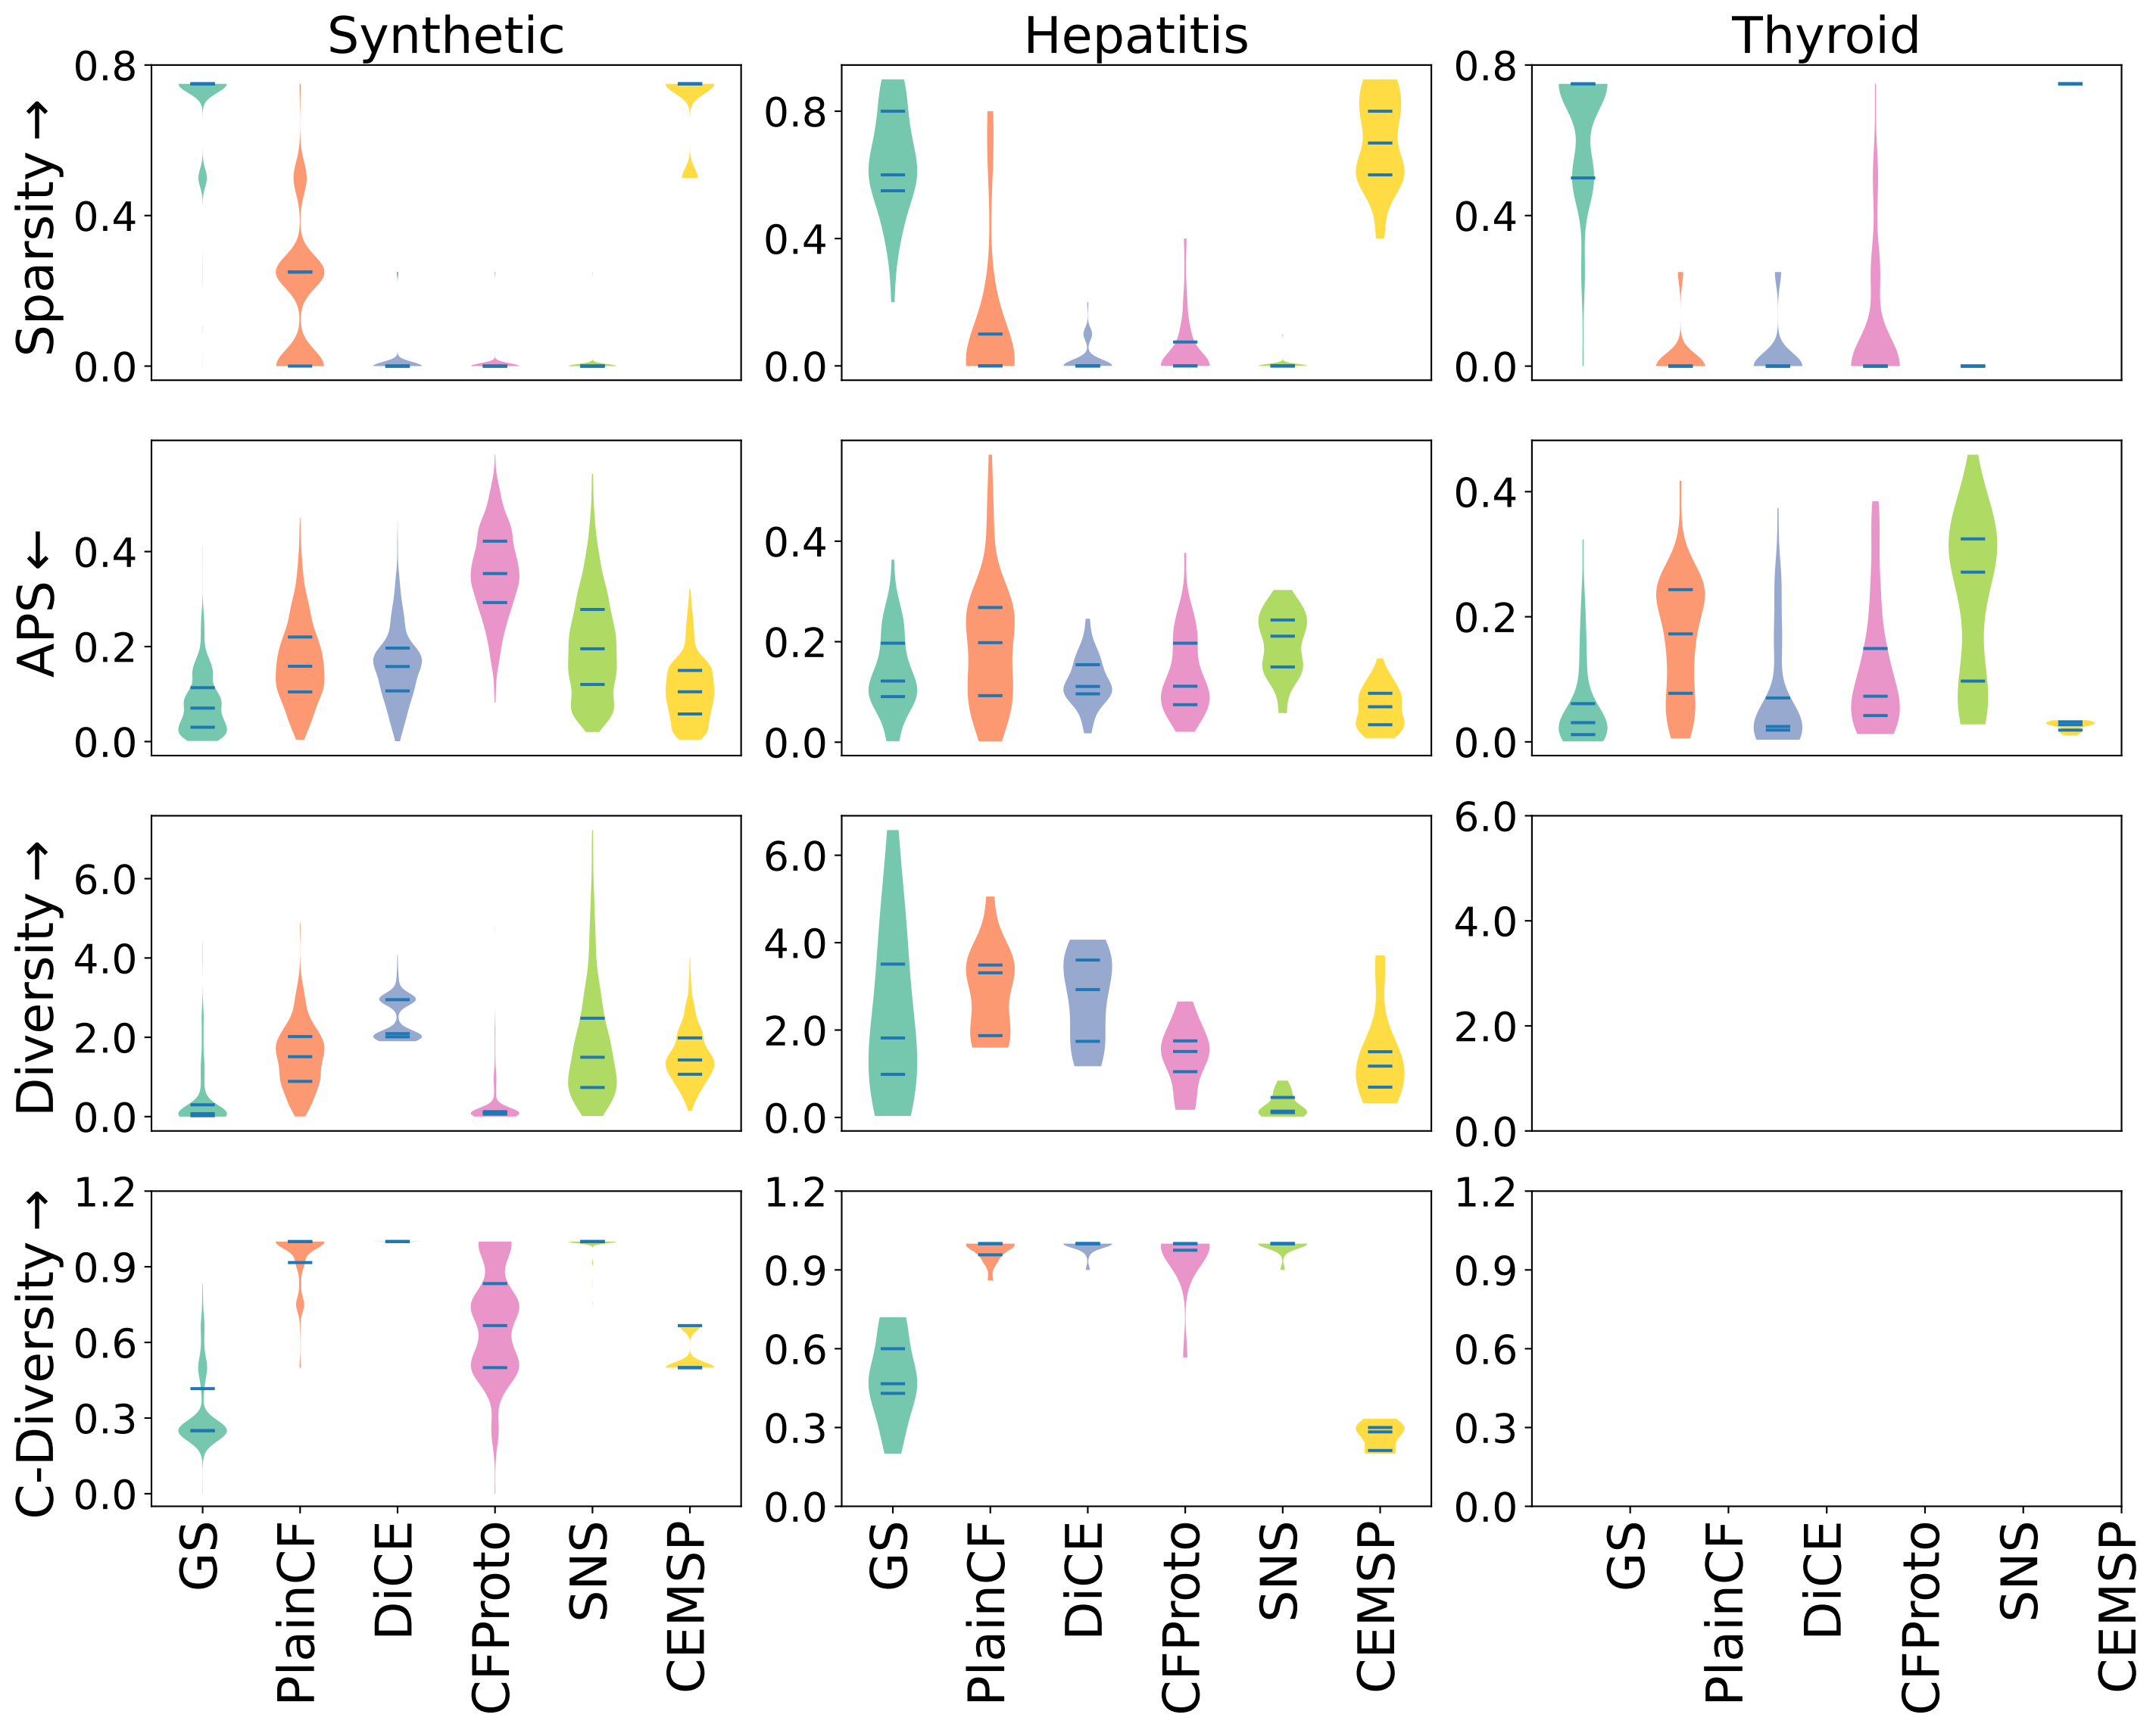 Synthetic Hepatitis Thyroid
Sparsity →
0.8
0.4
0.0
0.8
0.4
0.0
0.8
0.4
0.0
APS ←
0.4
0.2
0.0
0.4
0.2
0.0
0.4
0.2
0.0
Diversity →
6.0
4.0
2.0
0.0
6.0
4.0
2.0
0.0
6.0
4.0
2.0
0.0
C-Diversity →
1.2
0.9
0.6
0.3
0.0
1.2
0.9
0.6
0.3
0.0
1.2
0.9
0.6
0.3
0.0
GS
PlainCF
DiCE
CFProto
SNS
CEMSP
GS
PlainCF
DiCE
CFProto
SNS
CEMSP
GS
PlainCF
DiCE
CFProto
SNS
CEMSP